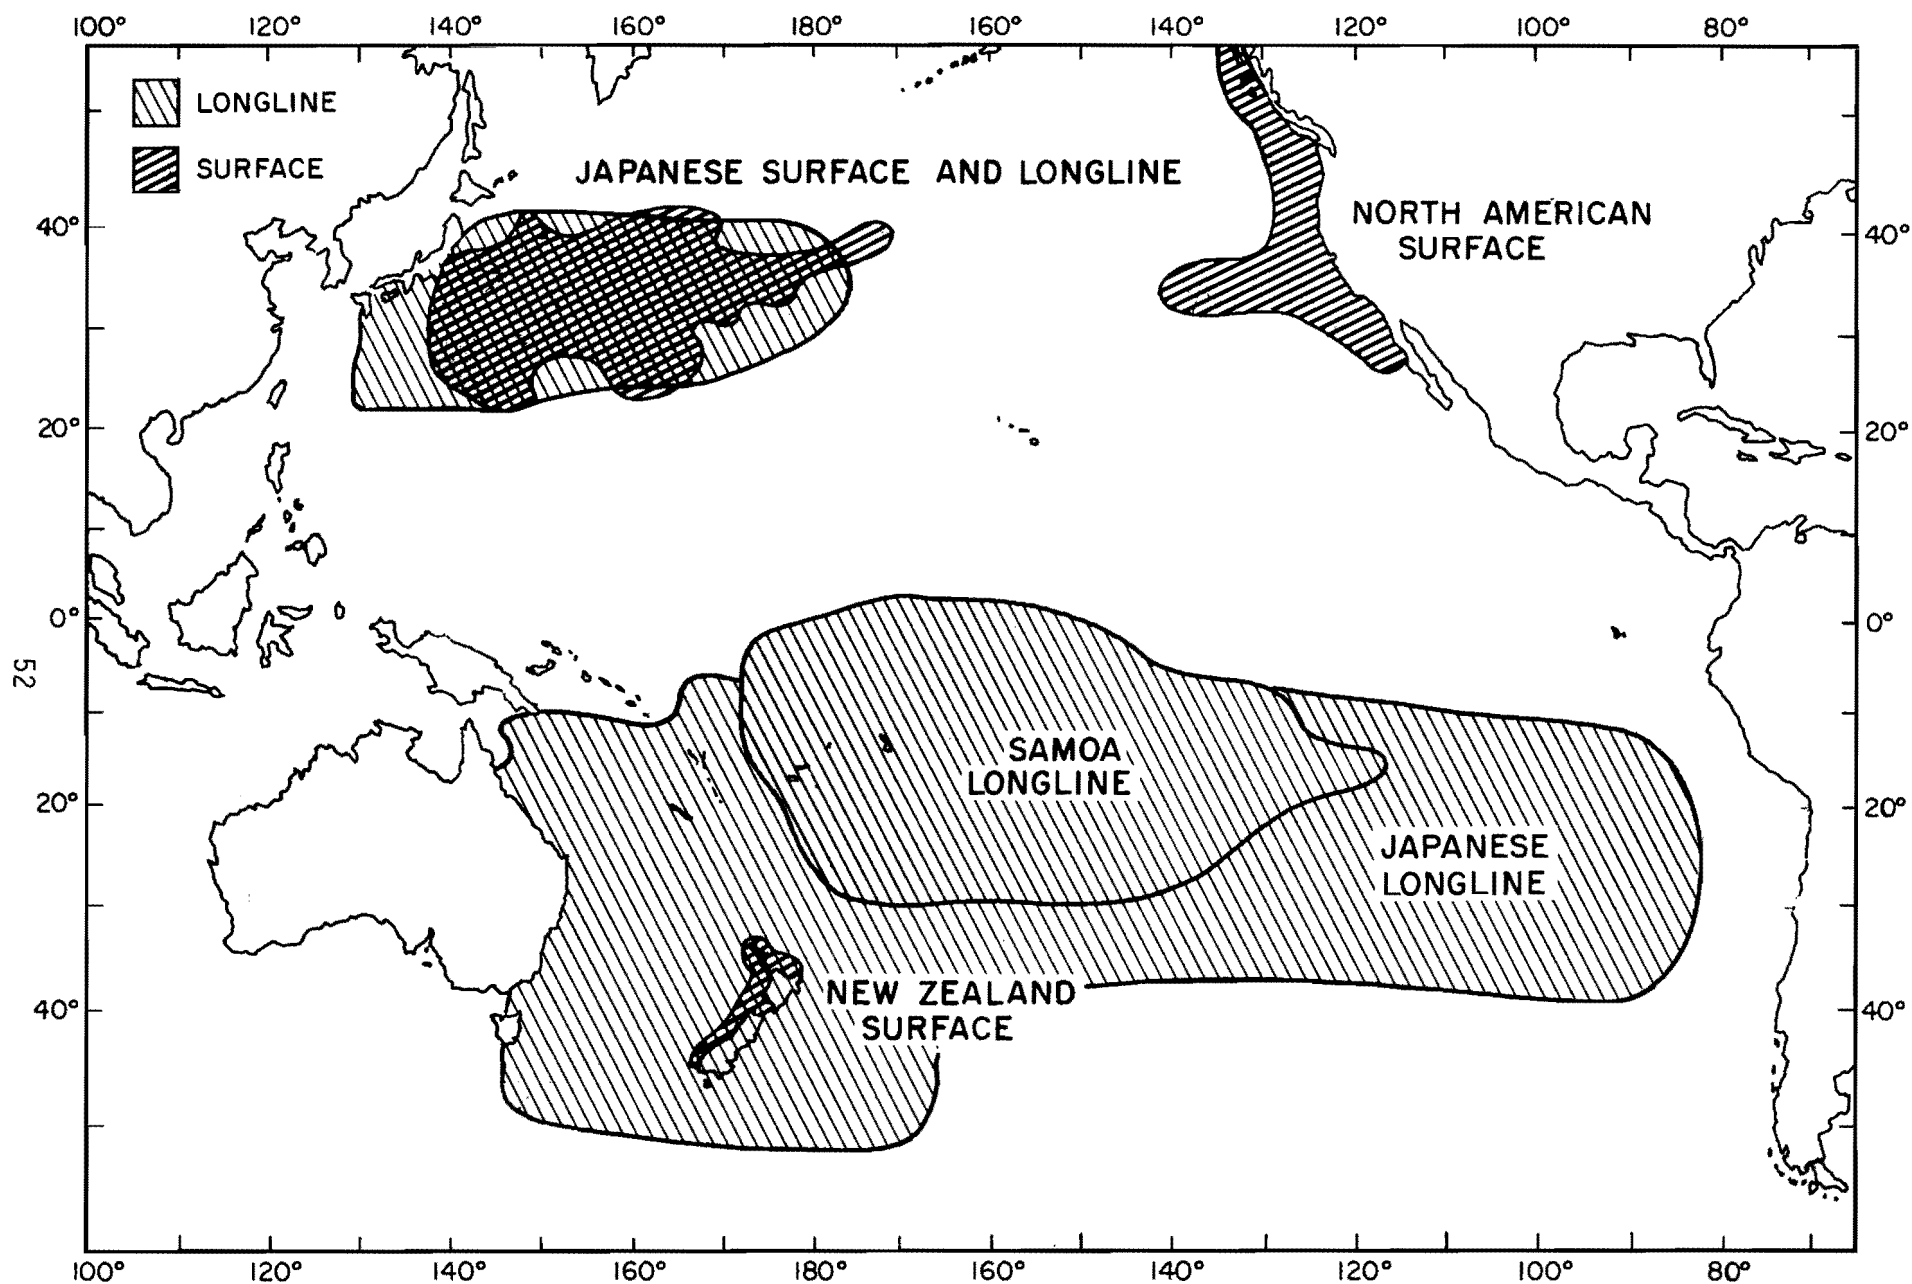 100° 120° 140° 160° 180° 160° 140° 120° 100° 80°
LONGLINE
SURFACE
JAPANESE SURFACE AND LONGLINE
NORTH AMERICAN
SURFACE
40° 40°
20° 20°
0° 0°
52
SAMOA
LONGLINE
20° 20°
JAPANESE
LONGLINE
NEW ZEALAND
SURFACE
40° 40°
100° 120° 140° 160° 180° 160° 140° 120° 100° 80°